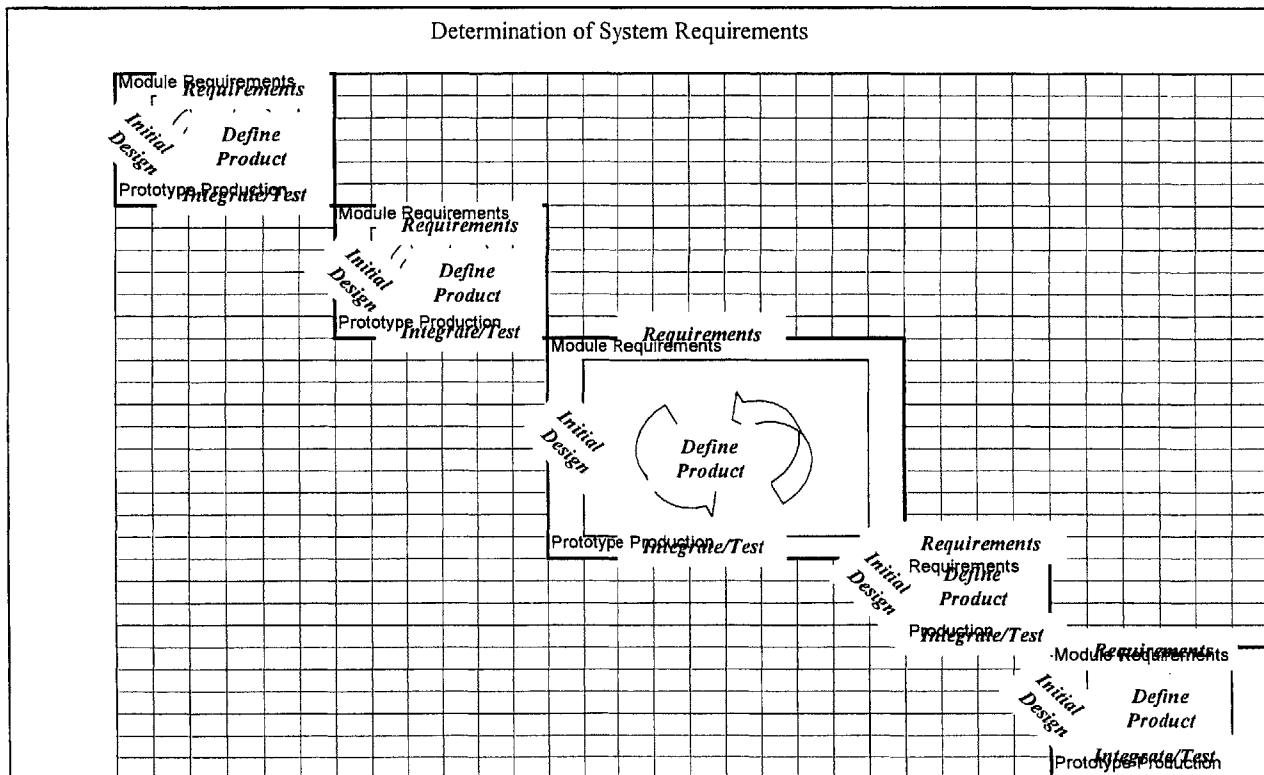 Determination of System Requirements
Module Requirements
Requirements
Initial
Design
Define
Product
Prototype Production
Integrate/Test
Module Requirements
Requirements
Initial
Design
Define
Product
Prototype Production
Integrate/Test
Requirements
Module Requirements
Initial
Design
Define
Product
Prototype Production
Integrate/Test
Requirements
Requirements
Initial
Design
Define
Product
Production
Integrate/Test
Requirements
Module Requirements
Initial
Design
Define
Product
Integrate/Test
Prototype Production